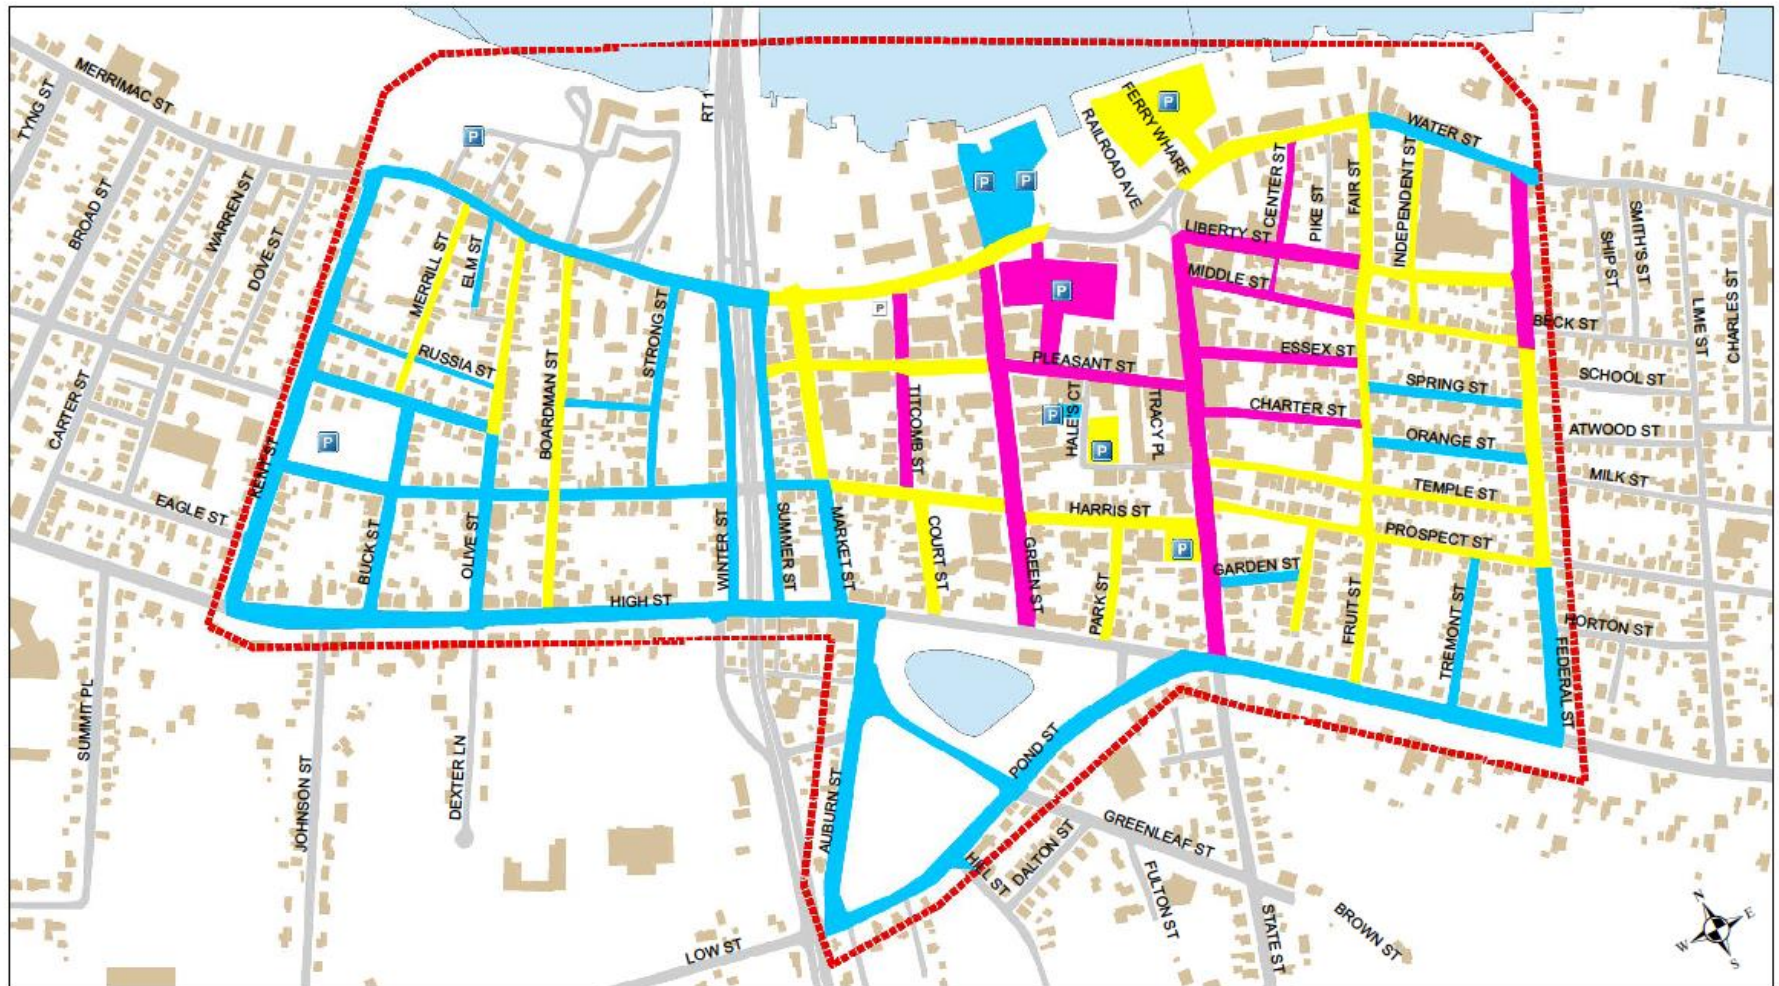 MERRIMAC ST
TYNG ST
BROAD ST
WARREN ST
DOVE ST
CARTER ST
EAGLE ST
KENT ST
SUMMIT PL
JOHNSON ST
DEXTER LN
P
MERRILL ST
ELM ST
RUSSIA ST
BOARDMAN ST
STRONG ST
P
BUCK ST
OLIVE ST
HIGH ST
WINTER ST
SUMMER ST
MARKET ST
RT 1
P
TITCOMB ST
COURT ST
GREEN ST
P
P
RAILROAD AVE
FERRY WHARF
P
P
PLEASANT ST
HALE'S CT
P
P
TRACY PL
HARRIS ST
PARK ST
P
LIBERTY ST
CENTER ST
PIKE ST
FAIR ST
INDEPENDENT ST
WATER ST
MIDDLE ST
ESSEX ST
CHARTER ST
SPRING ST
ORANGE ST
TEMPLE ST
PROSPECT ST
GARDEN ST
FRUIT ST
TREMONT ST
FEDERAL ST
HORTON ST
BECK ST
SCHOOL ST
ATWOOD ST
MILK ST
SHIP ST
SMITH'S ST
LIME ST
CHARLES ST
AUBURN ST
POND ST
HILL ST
DALTON ST
GREENLEAF ST
FULTON ST
STATE ST
BROWN ST
LOW ST
N
E
W
S